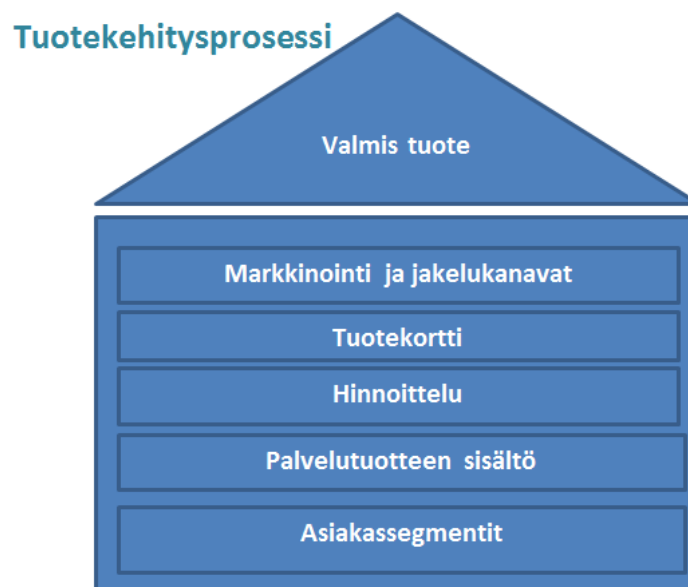 Tuotekehitysprosessi
Valmis tuote
Markkinointi ja jakelukanavat
Tuotekortti
Hinnoittelu
Palvelutuotteen sisältö
Asiakassegmentit